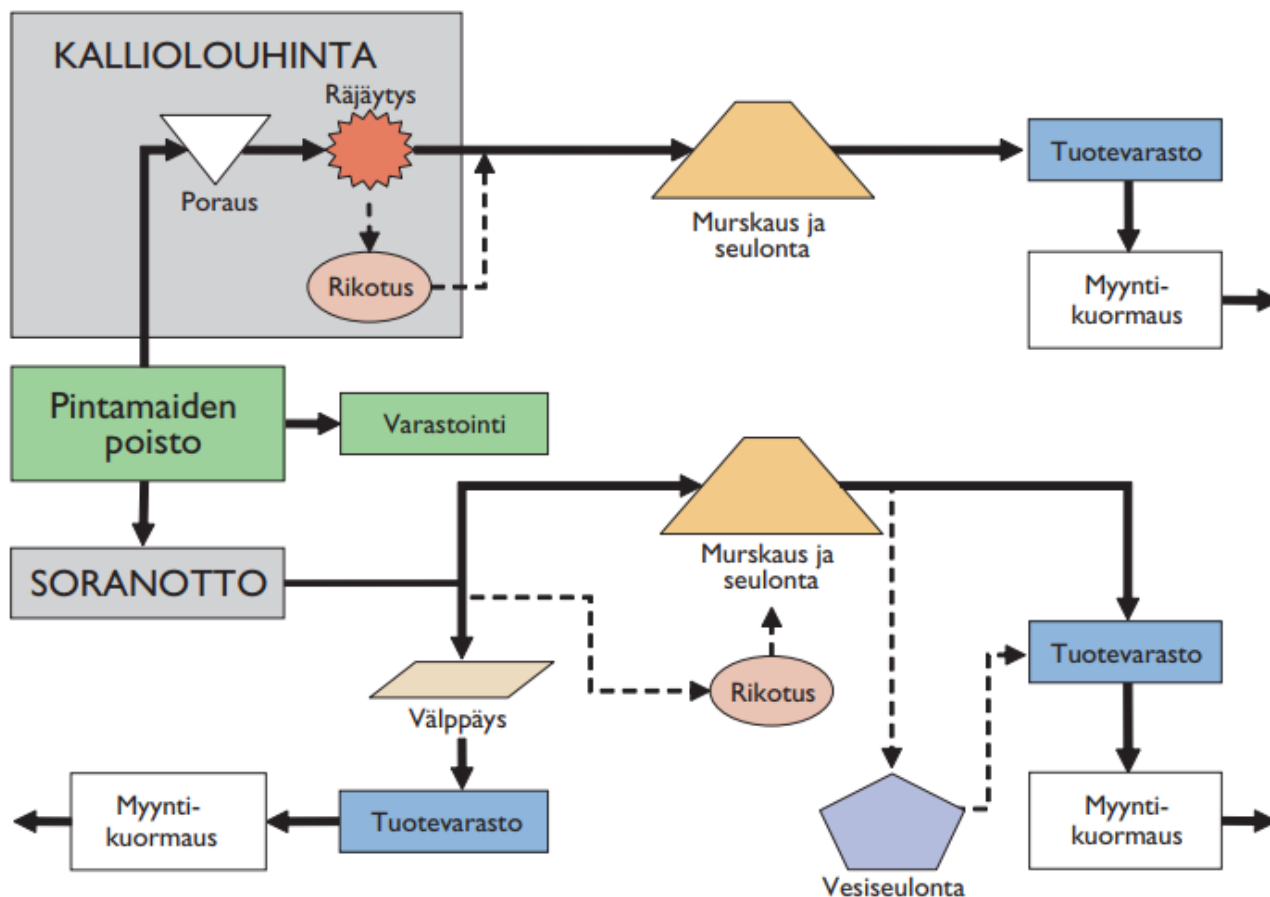 KALLIOLOUHINTA
Räjäytys
Poraus
Rikotus
Murskaus ja
seulonta
Tuotevarasto
Myynti-
kuormaus
Pintamaiden
poisto
Varastointi
SORANOTTO
Murskaus ja
seulonta
Välppäys
Rikotus
Tuotevarasto
Myynti-
kuormaus
Tuotevarasto
Myynti-
kuormaus
Vesiseulonta